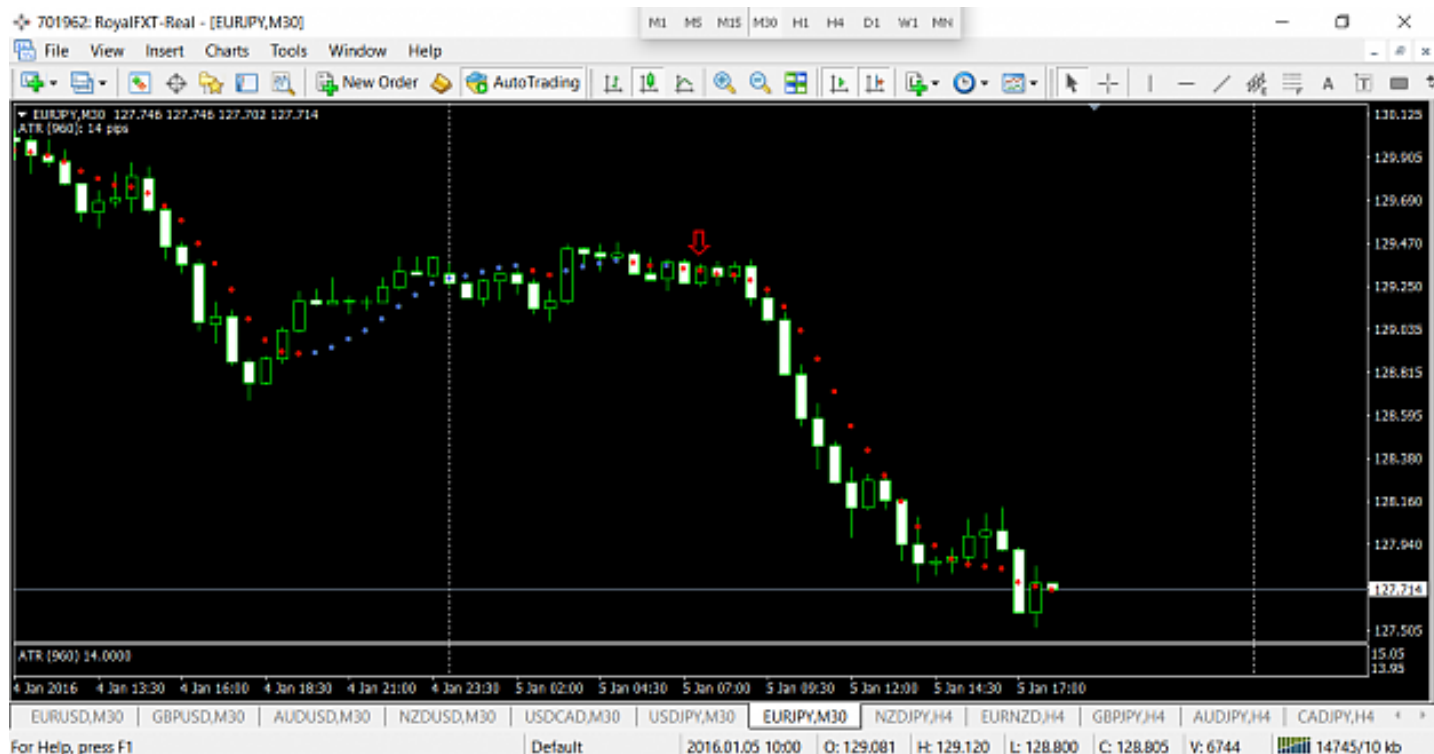 701962: RoyalFXT-Real - [EURJPY,M30]
M1 M5 M15 M30 H1 H4 D1 W1 MN
File View Insert Charts Tools Window Help
New Order AutoTrading
EURJPY,M30 127.746 127.746 127.702 127.714
ATR (960): 14 pips
130.125
129.905
129.690
129.470
129.250
129.035
128.815
128.595
128.380
128.160
127.940
127.714
127.505
ATR (960) 14.0000
15.05
13.95
4 Jan 2016 4 Jan 13:30 4 Jan 16:00 4 Jan 18:30 4 Jan 21:00 4 Jan 23:30 5 Jan 02:00 5 Jan 04:30 5 Jan 07:00 5 Jan 09:30 5 Jan 12:00 5 Jan 14:30 5 Jan 17:00
EURUSD,M30 GBPUSD,M30 AUDUSD,M30 NZDUSD,M30 USDCAD,M30 USDJPY,M30 EURJPY,M30 NZDJPY,H4 EURNZD,H4 GBPJPY,H4 AUDJPY,H4 CADJPY,H4
For Help, press F1 Default 2016.01.05 10:00 O: 129.081 H: 129.120 L: 128.800 C: 128.805 V: 6744 14745/10 kb